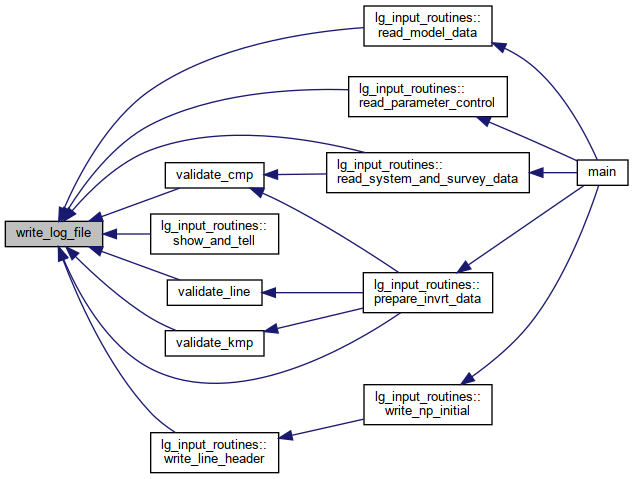 lg_input_routines::
read_model_data
lg_input_routines::
read_parameter_control
lg_input_routines::
read_system_and_survey_data
main
validate_cmp
write_log_file
lg_input_routines::
show_and_tell
validate_line
lg_input_routines::
prepare_invrt_data
validate_kmp
lg_input_routines::
write_np_initial
lg_input_routines::
write_line_header